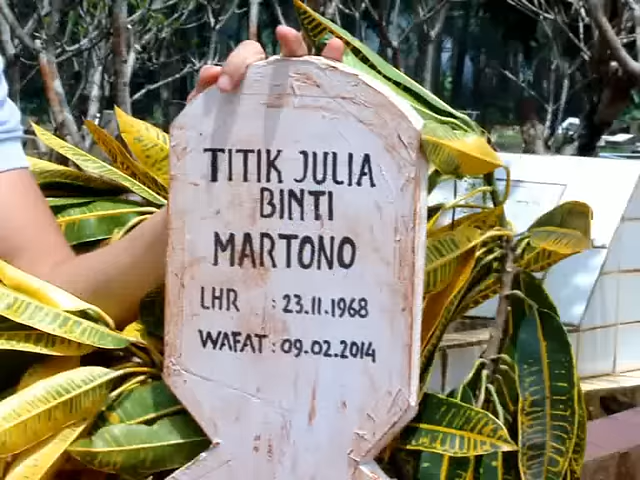 TITIK JULIA
BINTI
MARTONO
LHR : 23.11.1968
WAFAT : 09.02.2014